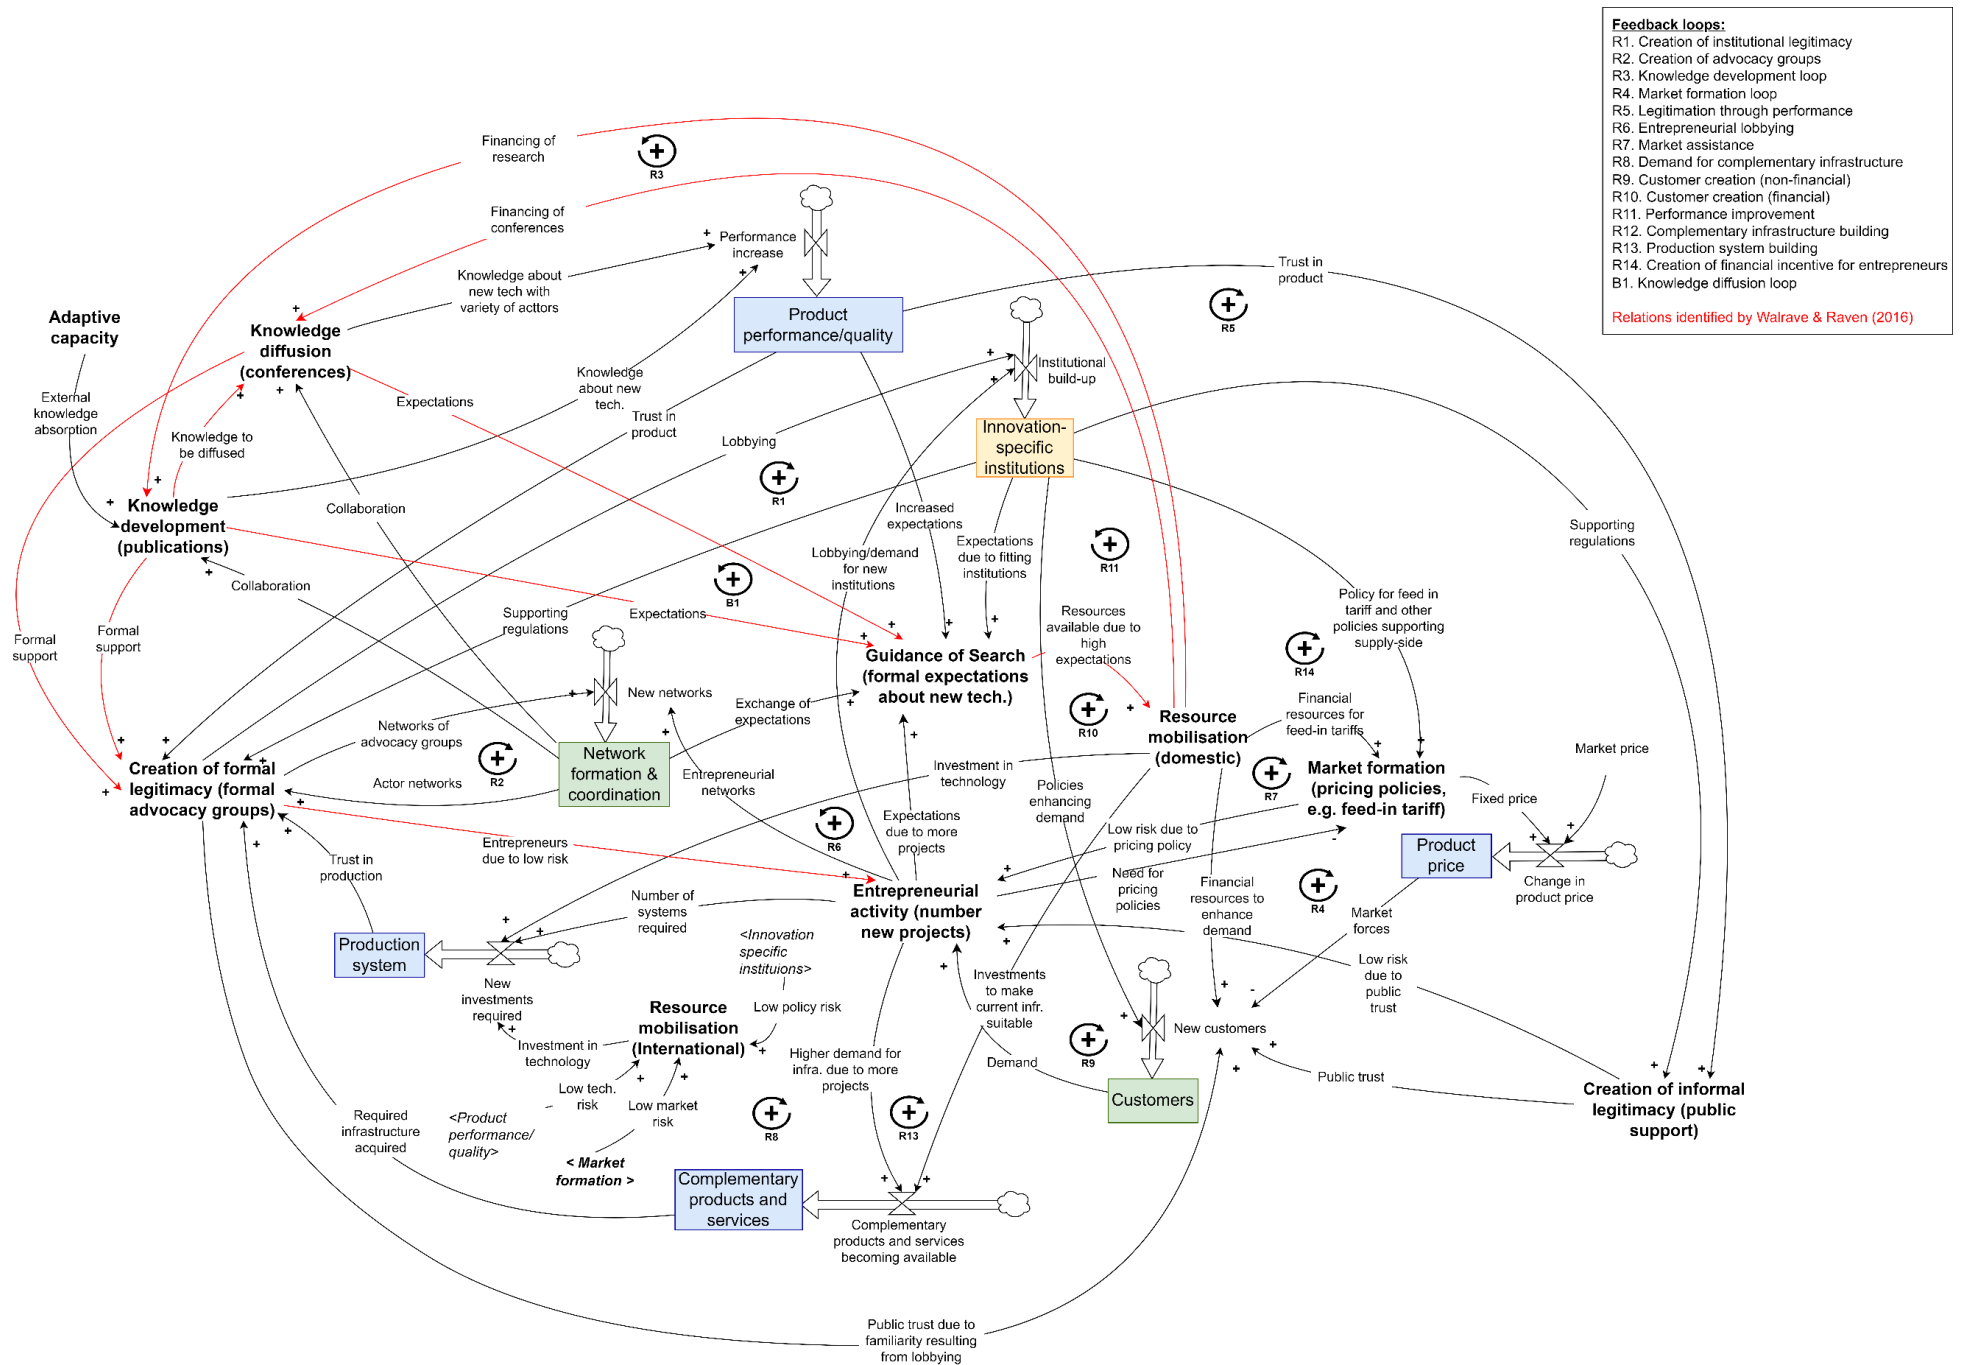 Feedback loops:
R1. Creation of institutional legitimacy
R2. Creation of advocacy groups
R3. Knowledge development loop
R4. Market formation loop
R5. Legitimation through performance
R6. Entrepreneurial lobbying
R7. Market assistance
R8. Demand for complementary infrastructure
R9. Customer creation (non-financial)
R10. Customer creation (financial)
R11. Performance improvement
R12. Complementary infrastructure building
R13. Production system building
R14. Creation of financial incentive for entrepreneurs
B1. Knowledge diffusion loop
Relations identified by Walrave & Raven (2016)
Financing of
research
+
R3
Financing of
conferences
+
Performance
increase
+
Knowledge about
new tech with
variety of acttors
Trust in
product
+
R5
Product
performance/quality
Adaptive
capacity
+
Knowledge
diffusion
(conferences)
+
+
+
+
Institutional
build-up
External
knowledge
absorption
Knowledge to
be diffused
Expectations
Knowledge
about new
tech.
Trust in
product
Lobbying
Innovation-
specific
institutions
+
R1
+
+
Knowledge
development
(publications)
+
Collaboration
Collaboration
Increased
expectations
Expectations
due to fitting
institutions
+
R11
Supporting
regulations
Lobbying/demand
for new
institutions
+
B1
Supporting
regulations
Expectations
Formal
support
Formal
support
Policy for feed in
tariff and other
policies supporting
supply-side
Resources
available due to
high
expectations
+
+
+
+
Guidance of Search
(formal expectations
about new tech.)
+
+
R14
+
New networks
+
Exchange of
expectations
Networks of
advocacy groups
+
R2
+
R10
+
Resource
mobilisation
(domestic)
Financial
resources for
feed-in tariffs
+
+
+
+
+
Creation of formal
legitimacy (formal
advocacy groups)
+
+
+
+
Actor networks
Network
formation &
coordination
+
Entrepreneurial
networks
Investment in
technology
Policies
enhancing
demand
+
R7
Market formation
(pricing policies,
e.g. feed-in tariff)
Market price
Fixed price
+
+
Product
price
Change in
product price
Expectations
due to more
projects
+
R6
Low risk due to
pricing policy
-
Need for
pricing
policies
Entrepreneurs
due to low risk
+
+
Trust in
production
Entrepreneurial
activity (number
new projects)
+
+
Financial
resources to
enhance
demand
+
R4
Market
forces
Number of
systems
required
+
+
Production
system
<Innovation
specific
instituions>
Low risk
due to
public
trust
New
investments
required
+
Resource
mobilisation
(International)
Low policy risk
+
Investments
to make
current infr.
suitable
+
-
+
New customers
+
+
Investment in
technology
+
+
Higher demand for
infra. due to more
projects
Demand
+
R9
Public trust
+
+
Creation of informal
legitimacy (public
support)
Low tech.
risk
Low market
risk
Customers
<Product
performance/
quality>
< Market
formation >
Required
infrastructure
acquired
+
R8
+
R13
+
+
Complementary
products and
services
Complementary
products and services
becoming available
Public trust due to
familiarity resulting
from lobbying